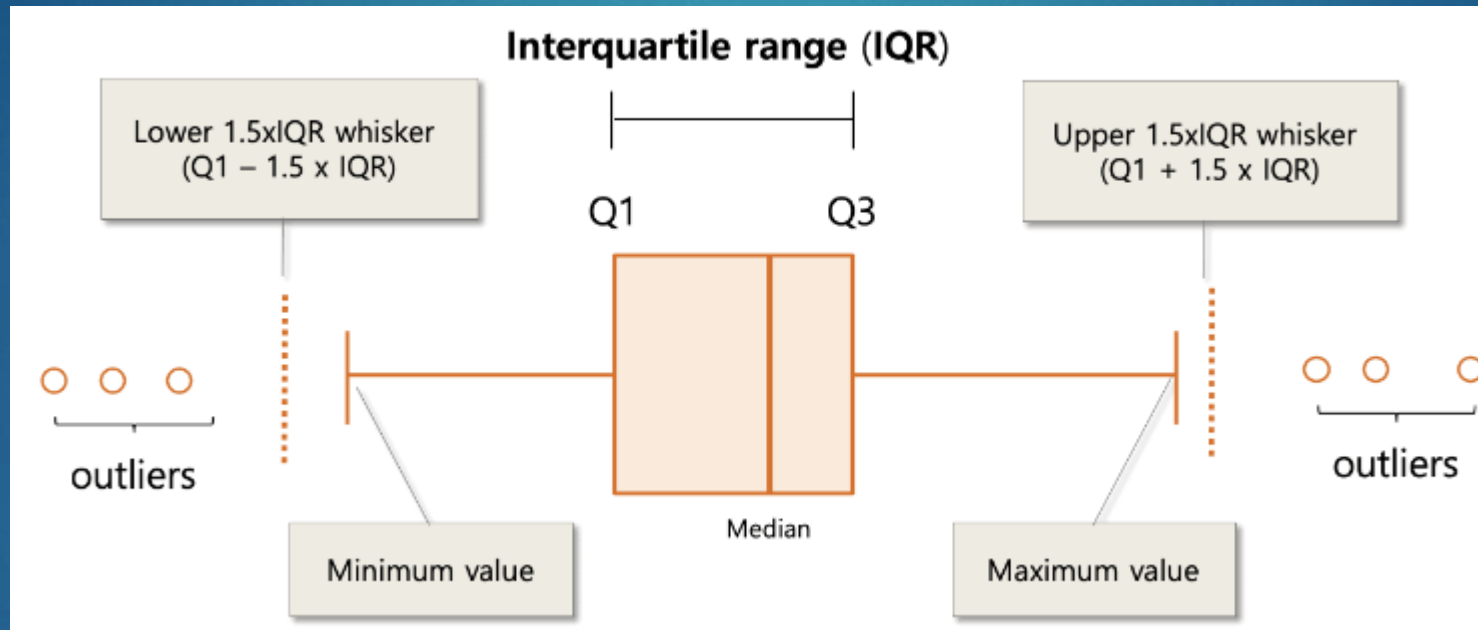 Interquartile range (IQR)
Lower 1.5xIQR whisker
(Q1 – 1.5 x IQR)
Upper 1.5xIQR whisker
(Q1 + 1.5 x IQR)
Q1
Q3
outliers
outliers
Median
Minimum value
Maximum value